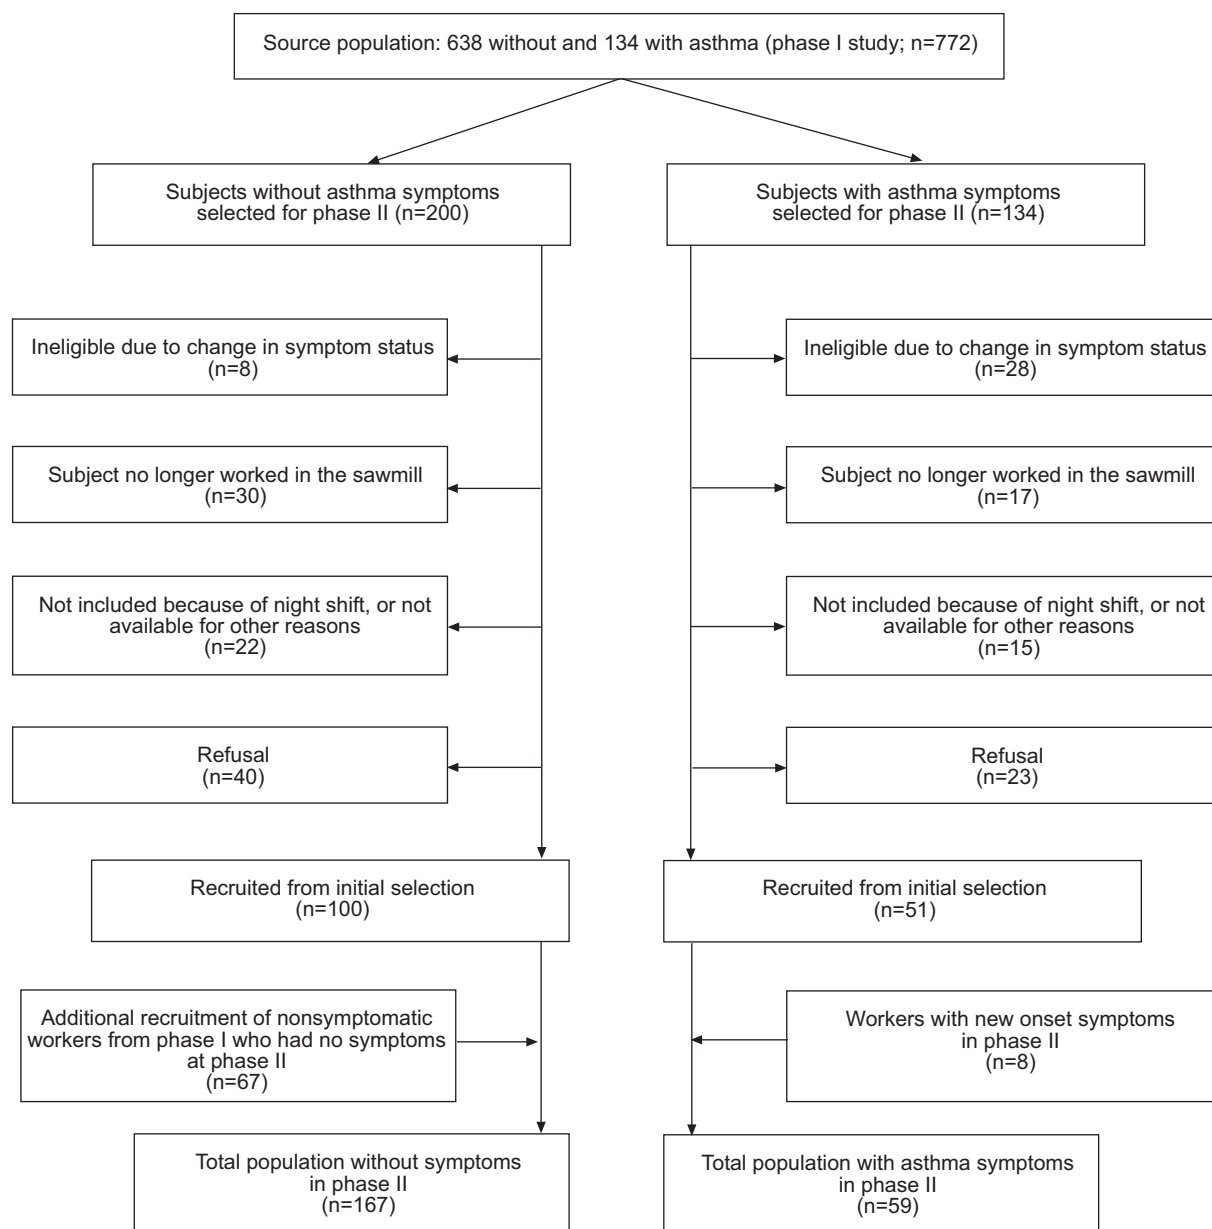 Source population: 638 without and 134 with asthma (phase I study; n=772)
Subjects without asthma symptoms
selected for phase II (n=200)
Subjects with asthma symptoms
selected for phase II (n=134)
Ineligible due to change in symptom status
(n=8)
Ineligible due to change in symptom status
(n=28)
Subject no longer worked in the sawmill
(n=30)
Subject no longer worked in the sawmill
(n=17)
Not included because of night shift, or not
available for other reasons
(n=22)
Not included because of night shift, or not
available for other reasons
(n=15)
Refusal
(n=40)
Refusal
(n=23)
Recruited from initial selection
(n=100)
Recruited from initial selection
(n=51)
Additional recruitment of nonsymptomatic
workers from phase I who had no symptoms
at phase II
(n=67)
Workers with new onset symptoms
in phase II
(n=8)
Total population without symptoms
in phase II
(n=167)
Total population with asthma symptoms
in phase II
(n=59)